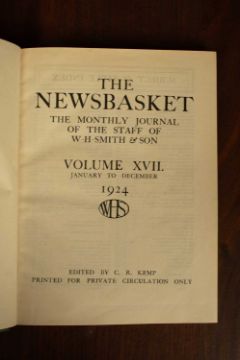 THE
NEWSBASKET
THE MONTHLY JOURNAL
OF THE STAFF OF
W·H·SMITH & SON
VOLUME XVII.
JANUARY TO DECEMBER
1924
WHS
EDITED BY C. R. KEMP
PRINTED FOR PRIVATE CIRCULATION ONLY